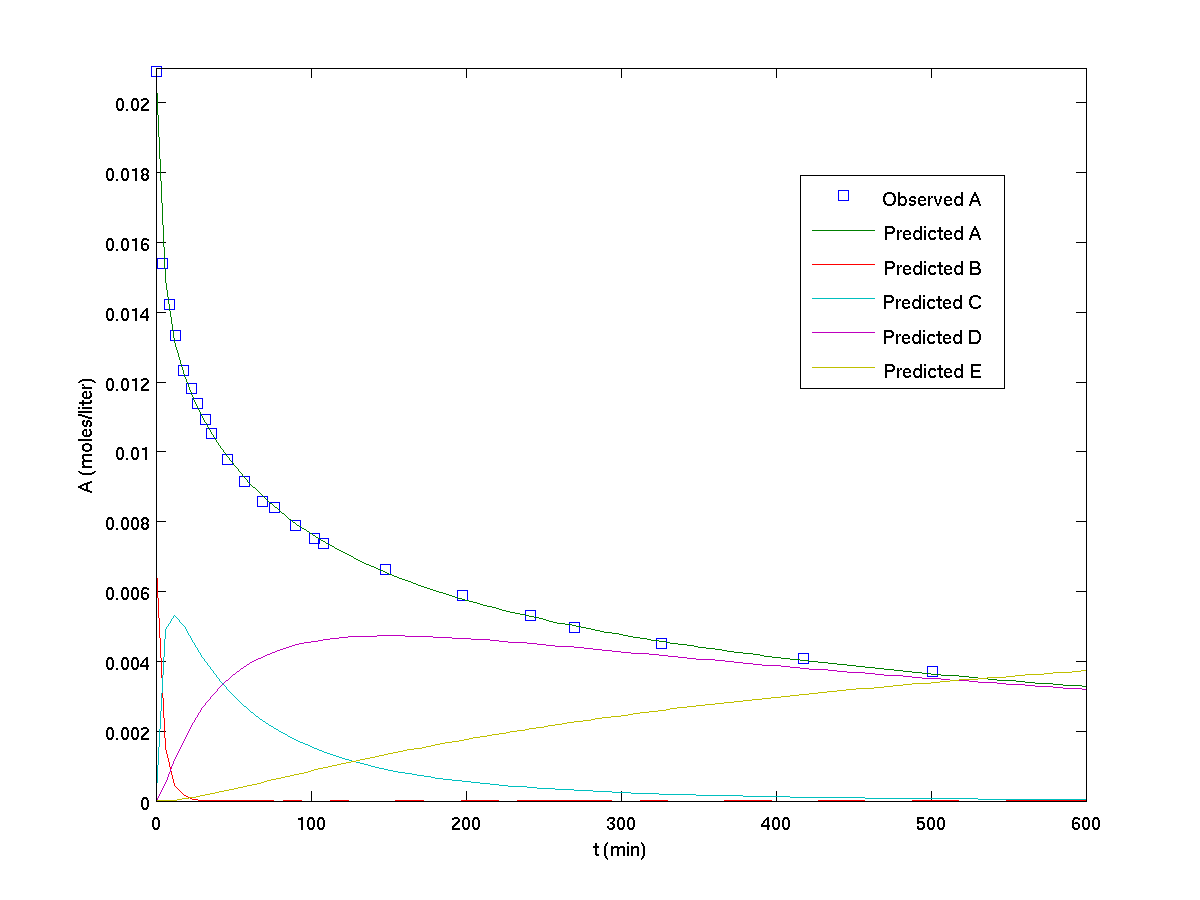 0.02
0.018
0.016
0.014
0.012
0.01
0.008
0.006
0.004
0.002
0
A (moles/liter)
Observed A
Predicted A
Predicted B
Predicted C
Predicted D
Predicted E
0 100 200 300 400 500 600
t (min)